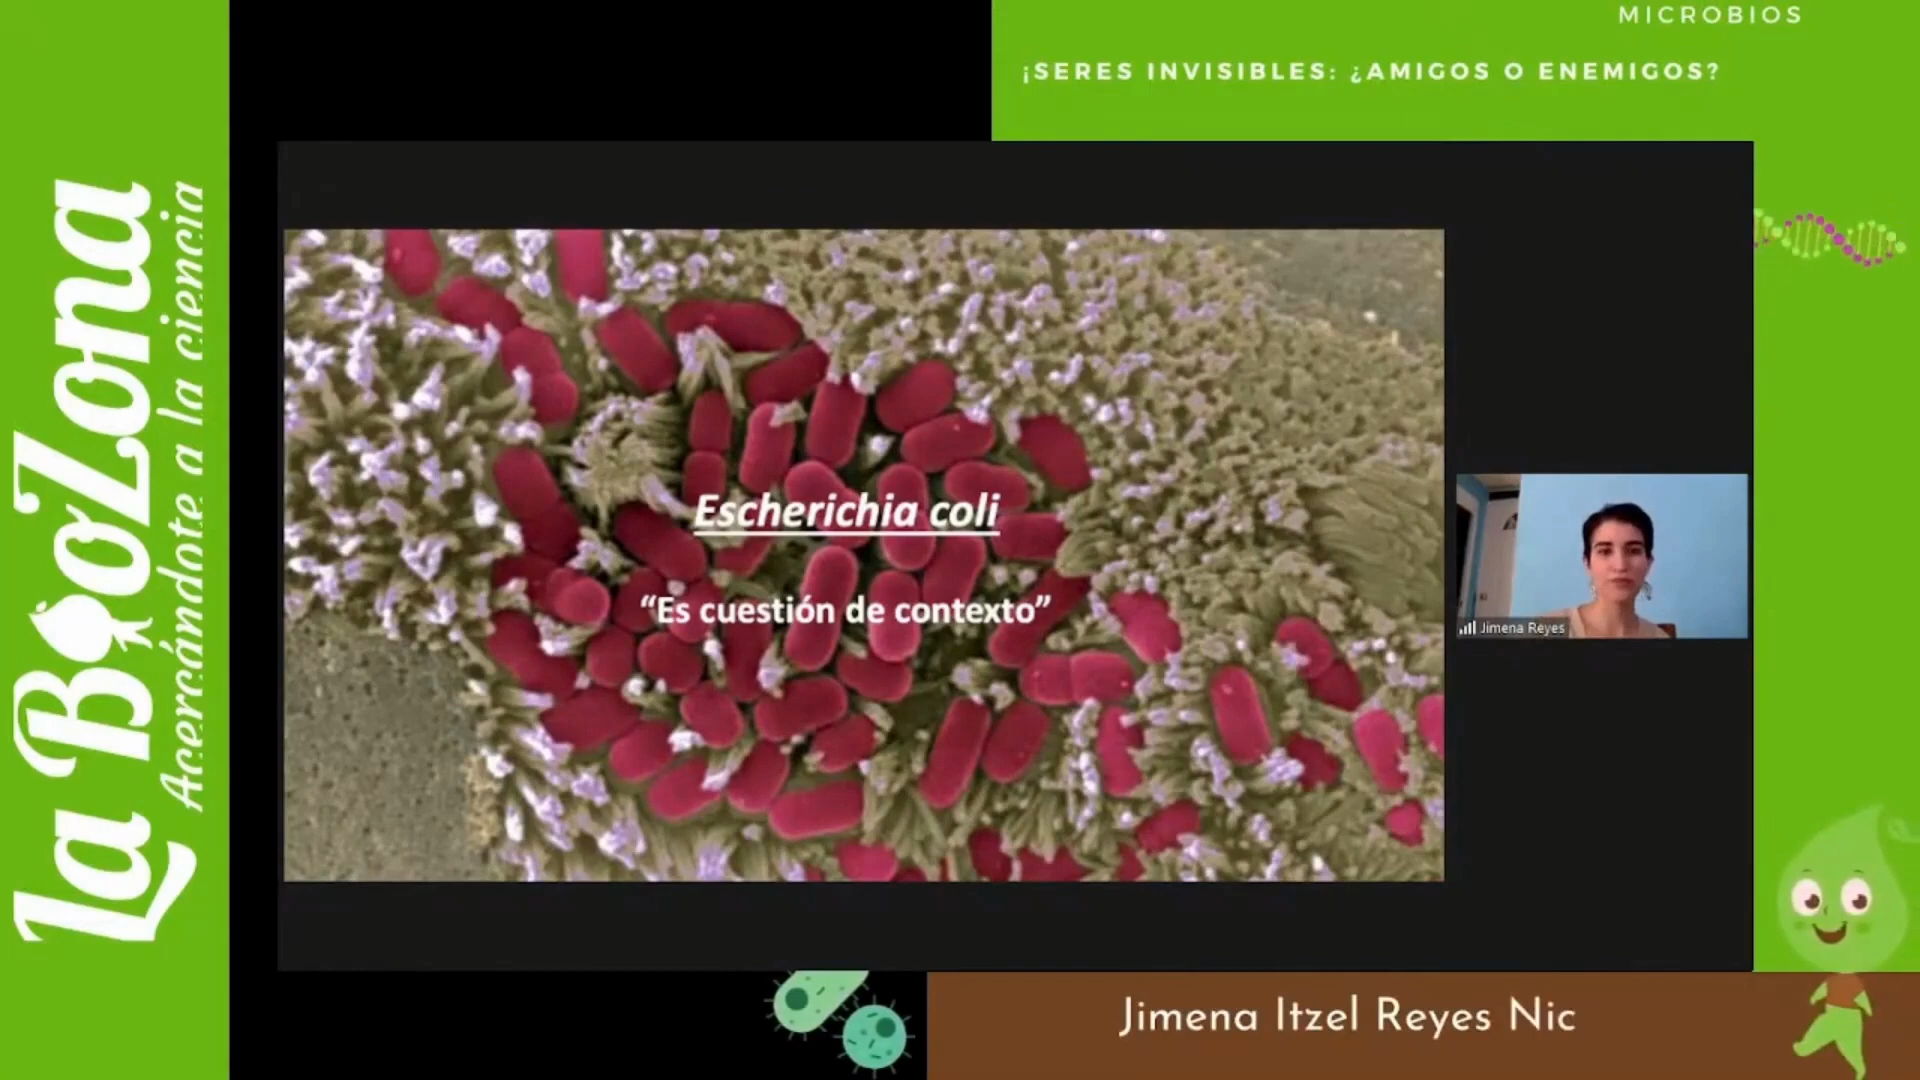 MICROBIOS
¡SERES INVISIBLES: ¿AMIGOS O ENEMIGOS?
La BioZona
Acercándote a la ciencia
Escherichia coli
“Es cuestión de contexto”
Jimena Reyes
Jimena Itzel Reyes Nic